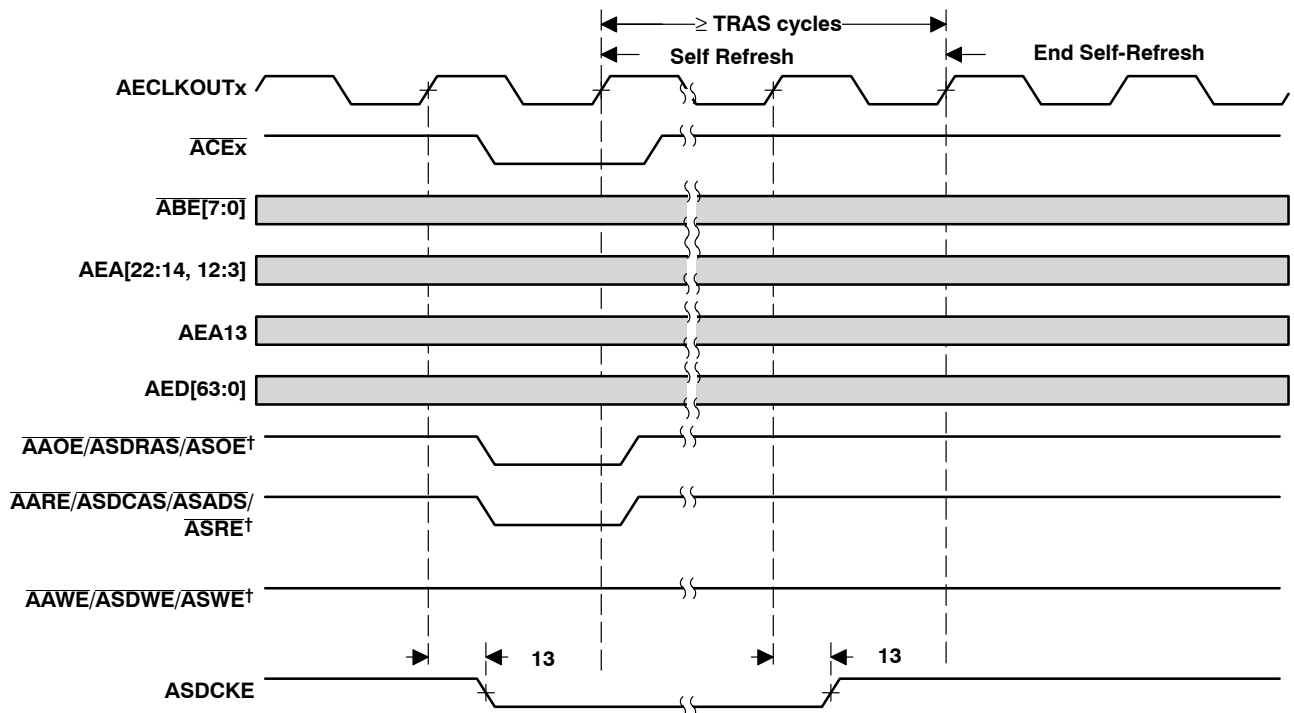 ≥ TRAS cycles
Self Refresh
End Self-Refresh
AECLKOUTx
ACEx
ABE[7:0]
AEA[22:14, 12:3]
AEA13
AED[63:0]
AAOE/ASDRAS/ASOE†
AARE/ASDCAS/ASADS/
ASRE†
AAWE/ASDWE/ASWE†
13
13
ASDCKE